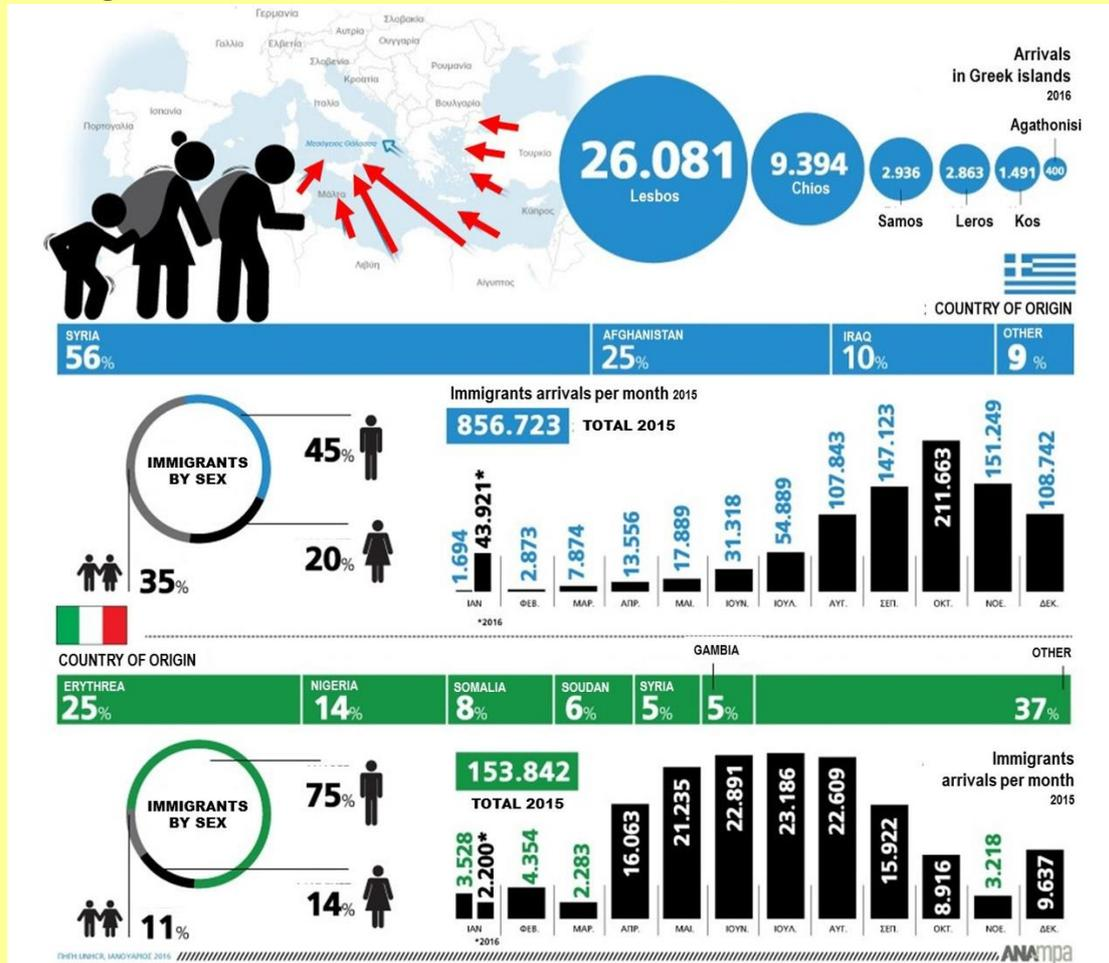 Γερμανία
Σλοβακία
Αυστρία
Γαλλία
Ελβετία
Ουγγαρία
Σλοβενία
Ρουμανία
Κροατία
Ιταλία
Βουλγαρία
Ισπανία
Πορτογαλία
Μεσόγειος Θάλασσα
Τουρκία
Μάλτα
Κύπρος
Λιβύη
Αίγυπτος
Arrivals
in Greek islands
2016
Agathonisi
26.081
Lesbos
9.394
Chios
2.936
Samos
2.863
Leros
1.491
Kos
400
: COUNTRY OF ORIGIN
SYRIA
56%
AFGHANISTAN
25%
IRAQ
10%
OTHER
9 %
IMMIGRANTS
BY SEX
45%
20%
35%
Immigrants arrivals per month 2015
856.723 TOTAL 2015
1.694
43.921*
2.873
7.874
13.556
17.889
31.318
54.889
107.843
147.123
211.663
151.249
108.742
ΙΑΝ ΦΕΒ. ΜΑΡ. ΑΠΡ. ΜΑΙ. ΙΟΥΝ. ΙΟΥΛ. ΑΥΓ. ΣΕΠ. ΟΚΤ. ΝΟΕ. ΔΕΚ.
*2016
COUNTRY OF ORIGIN
GAMBIA
OTHER
ERYTHREA
25%
NIGERIA
14%
SOMALIA
8%
SOUDAN
6%
SYRIA
5%
5%
37%
IMMIGRANTS
BY SEX
75%
14%
11%
153.842
TOTAL 2015
Immigrants
arrivals per month
2015
3.528
2.200*
4.354
2.283
16.063
21.235
22.891
23.186
22.609
15.922
8.916
3.218
9.637
ΙΑΝ ΦΕΒ. ΜΑΡ. ΑΠΡ. ΜΑΙ. ΙΟΥΝ. ΙΟΥΛ. ΑΥΓ. ΣΕΠ. ΟΚΤ. ΝΟΕ. ΔΕΚ.
*2016
ΠΗΓΗ UNHCR, ΙΑΝΟΥΑΡΙΟΣ 2016
ANAmpa